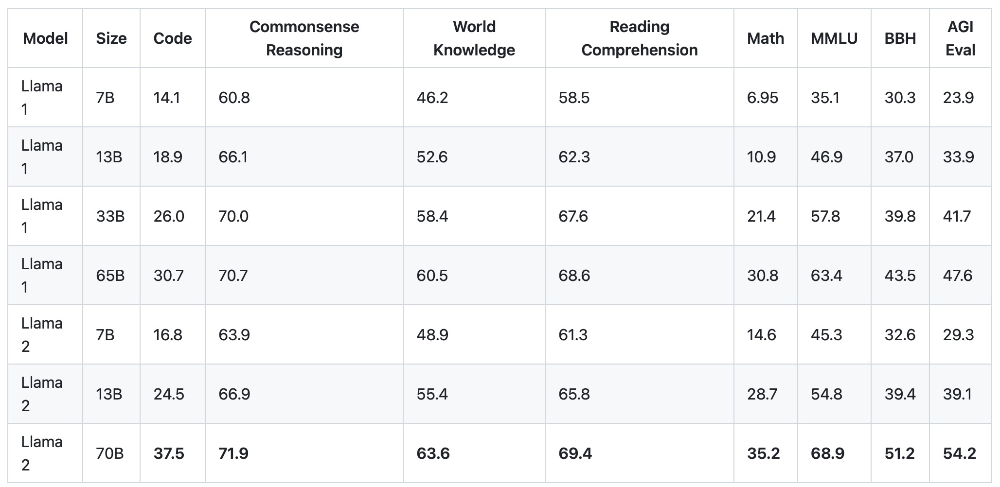 Model Size Code Commonsense Reasoning World Knowledge Reading Comprehension Math MMLU BBH AGI Eval
Llama 1 7B 14.1 60.8 46.2 58.5 6.95 35.1 30.3 23.9
Llama 1 13B 18.9 66.1 52.6 62.3 10.9 46.9 37.0 33.9
Llama 1 33B 26.0 70.0 58.4 67.6 21.4 57.8 39.8 41.7
Llama 1 65B 30.7 70.7 60.5 68.6 30.8 63.4 43.5 47.6
Llama 2 7B 16.8 63.9 48.9 61.3 14.6 45.3 32.6 29.3
Llama 2 13B 24.5 66.9 55.4 65.8 28.7 54.8 39.4 39.1
Llama 2 70B 37.5 71.9 63.6 69.4 35.2 68.9 51.2 54.2